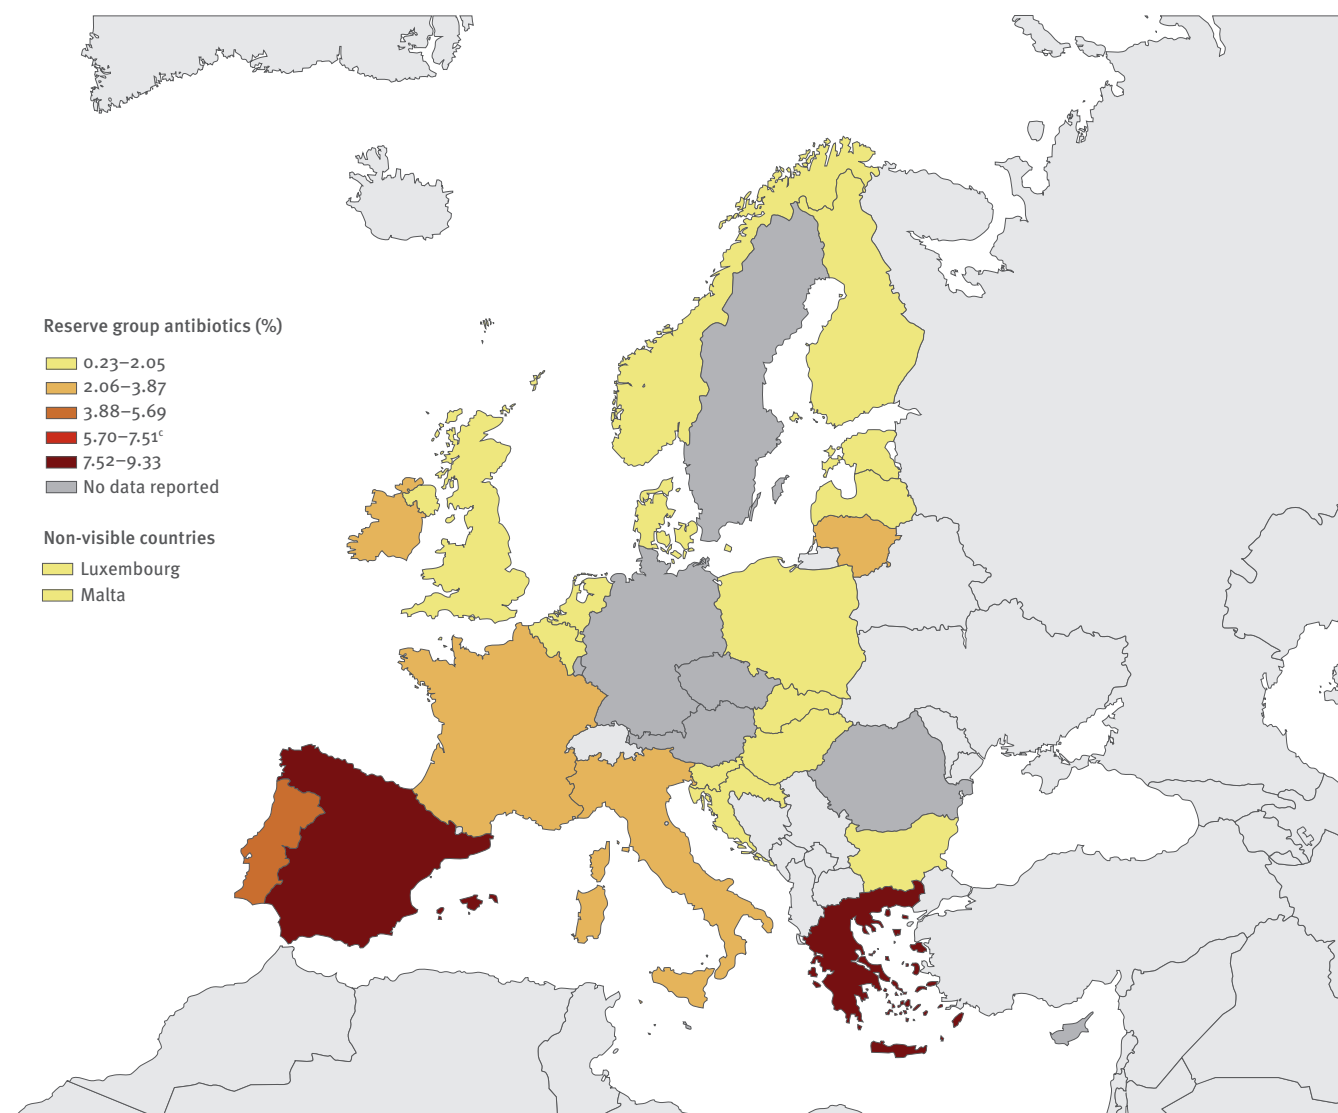 Reserve group antibiotics (%)
0.23–2.05
2.06–3.87
3.88–5.69
5.70–7.51ᶜ
7.52–9.33
No data reported
Non-visible countries
Luxembourg
Malta